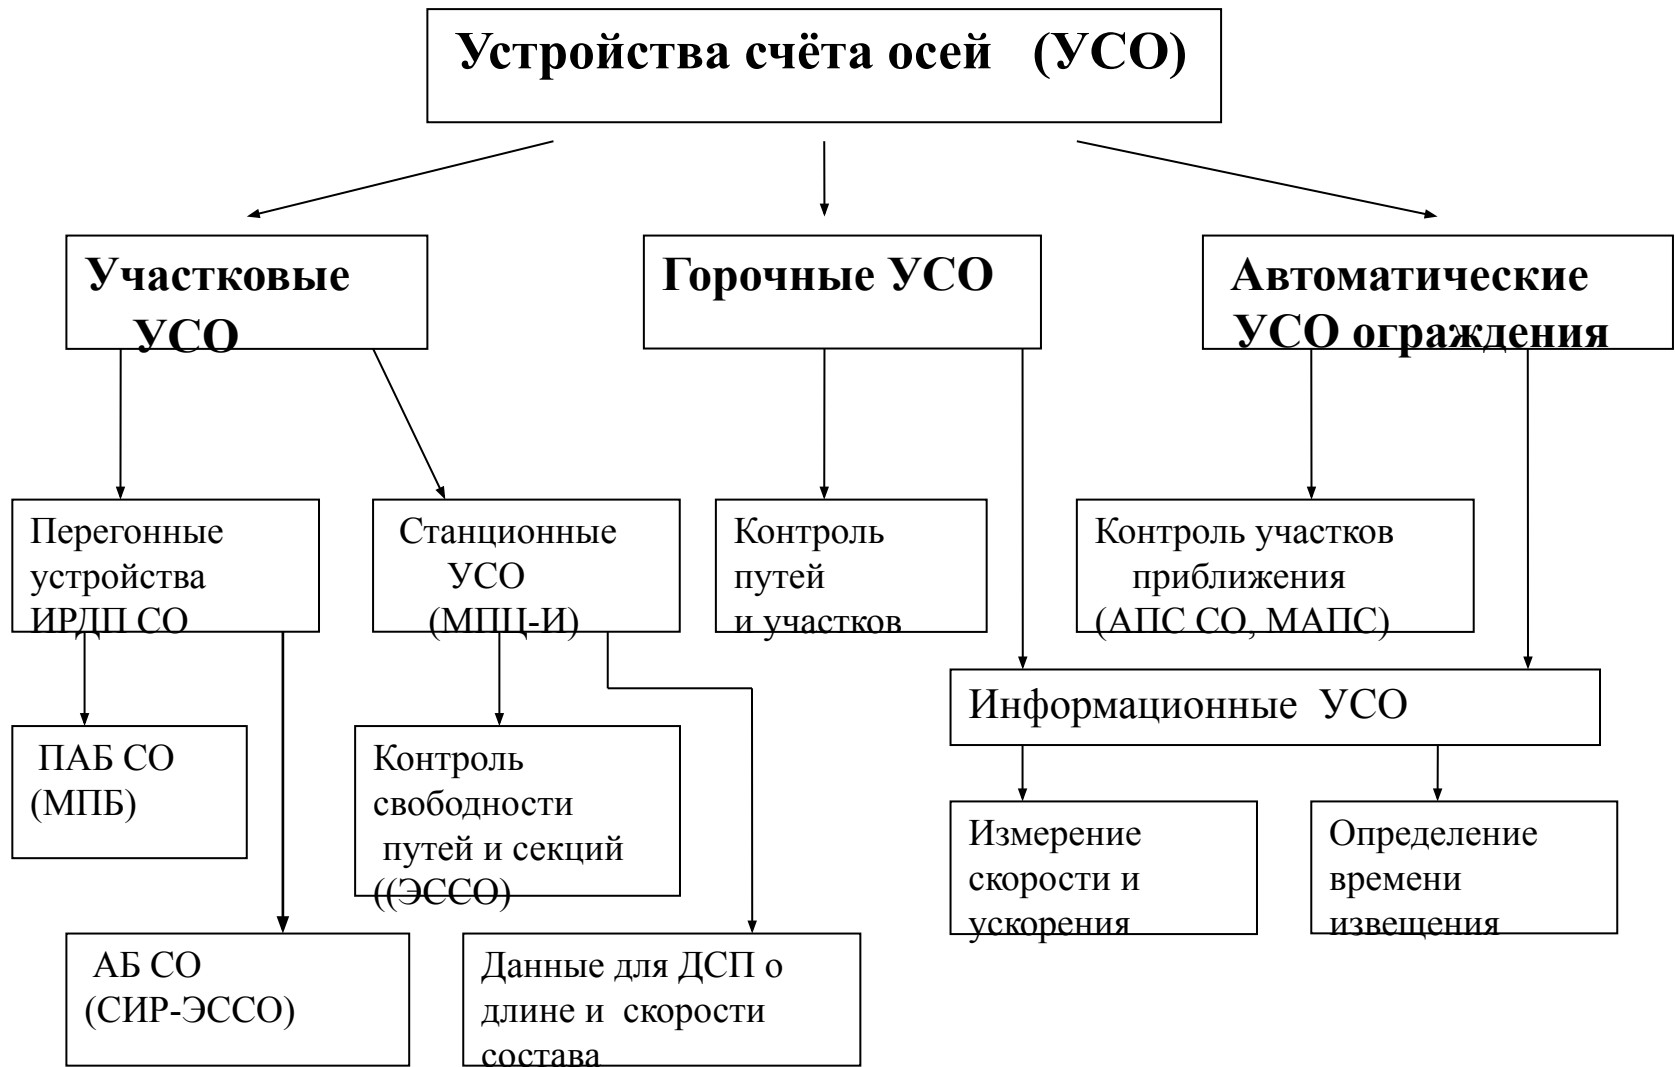 Устройства счёта осей (УСО)
Участковые
УСО
Горочные УСО
Автоматические
УСО ограждения
Перегонные
устройства
ИРДП СО
Станционные
УСО
(МПЦ-И)
Контроль
путей
и участков
Контроль участков
приближения
(АПС СО, МАПС)
Информационные УСО
ПАБ СО
(МПБ)
Контроль
свободности
путей и секций
((ЭССО)
Измерение
скорости и
ускорения
Определение
времени
извещения
АБ СО
(СИР-ЭССО)
Данные для ДСП о
длине и скорости
состава